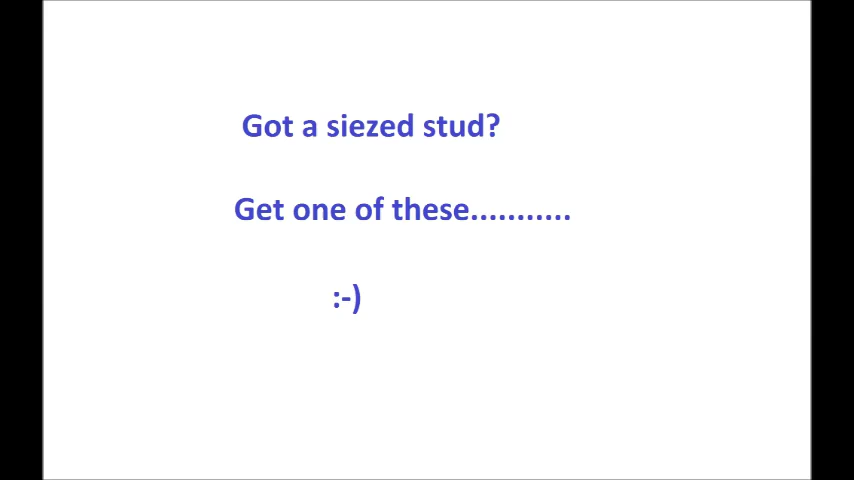 Got a siezed stud?
Get one of these...........
:-)